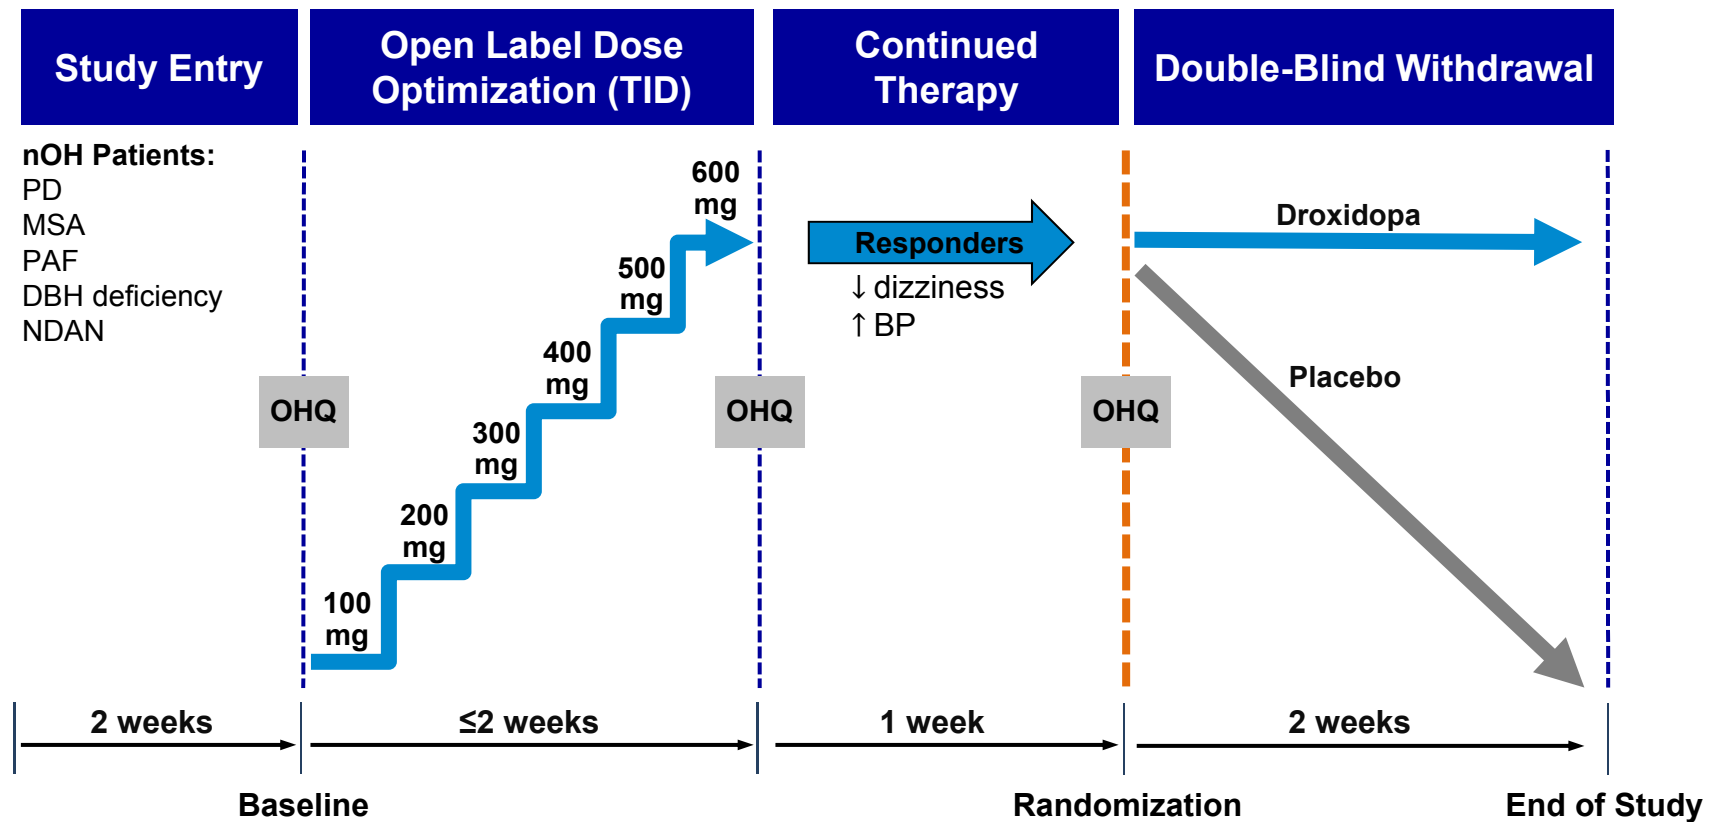 Study Entry
Open Label Dose
Optimization (TID)
Continued
Therapy
Double-Blind Withdrawal
nOH Patients:
PD
MSA
PAF
DBH deficiency
NDAN
OHQ
100
mg
200
mg
300
mg
400
mg
500
mg
600
mg
OHQ
Responders
↓ dizziness
↑ BP
OHQ
Droxidopa
Placebo
2 weeks
≤2 weeks
1 week
2 weeks
Baseline
Randomization
End of Study